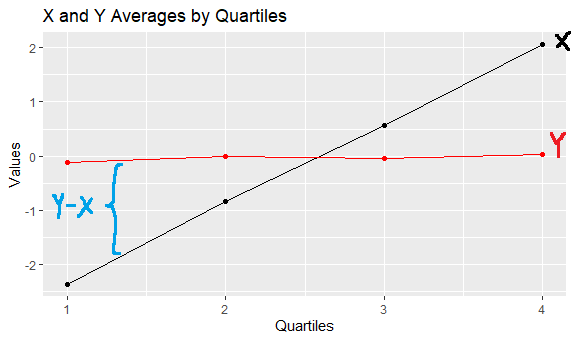 X and Y Averages by Quartiles
2
X
1
Y
0
Values
Y-X
-1
-2
1 2 3 4
Quartiles